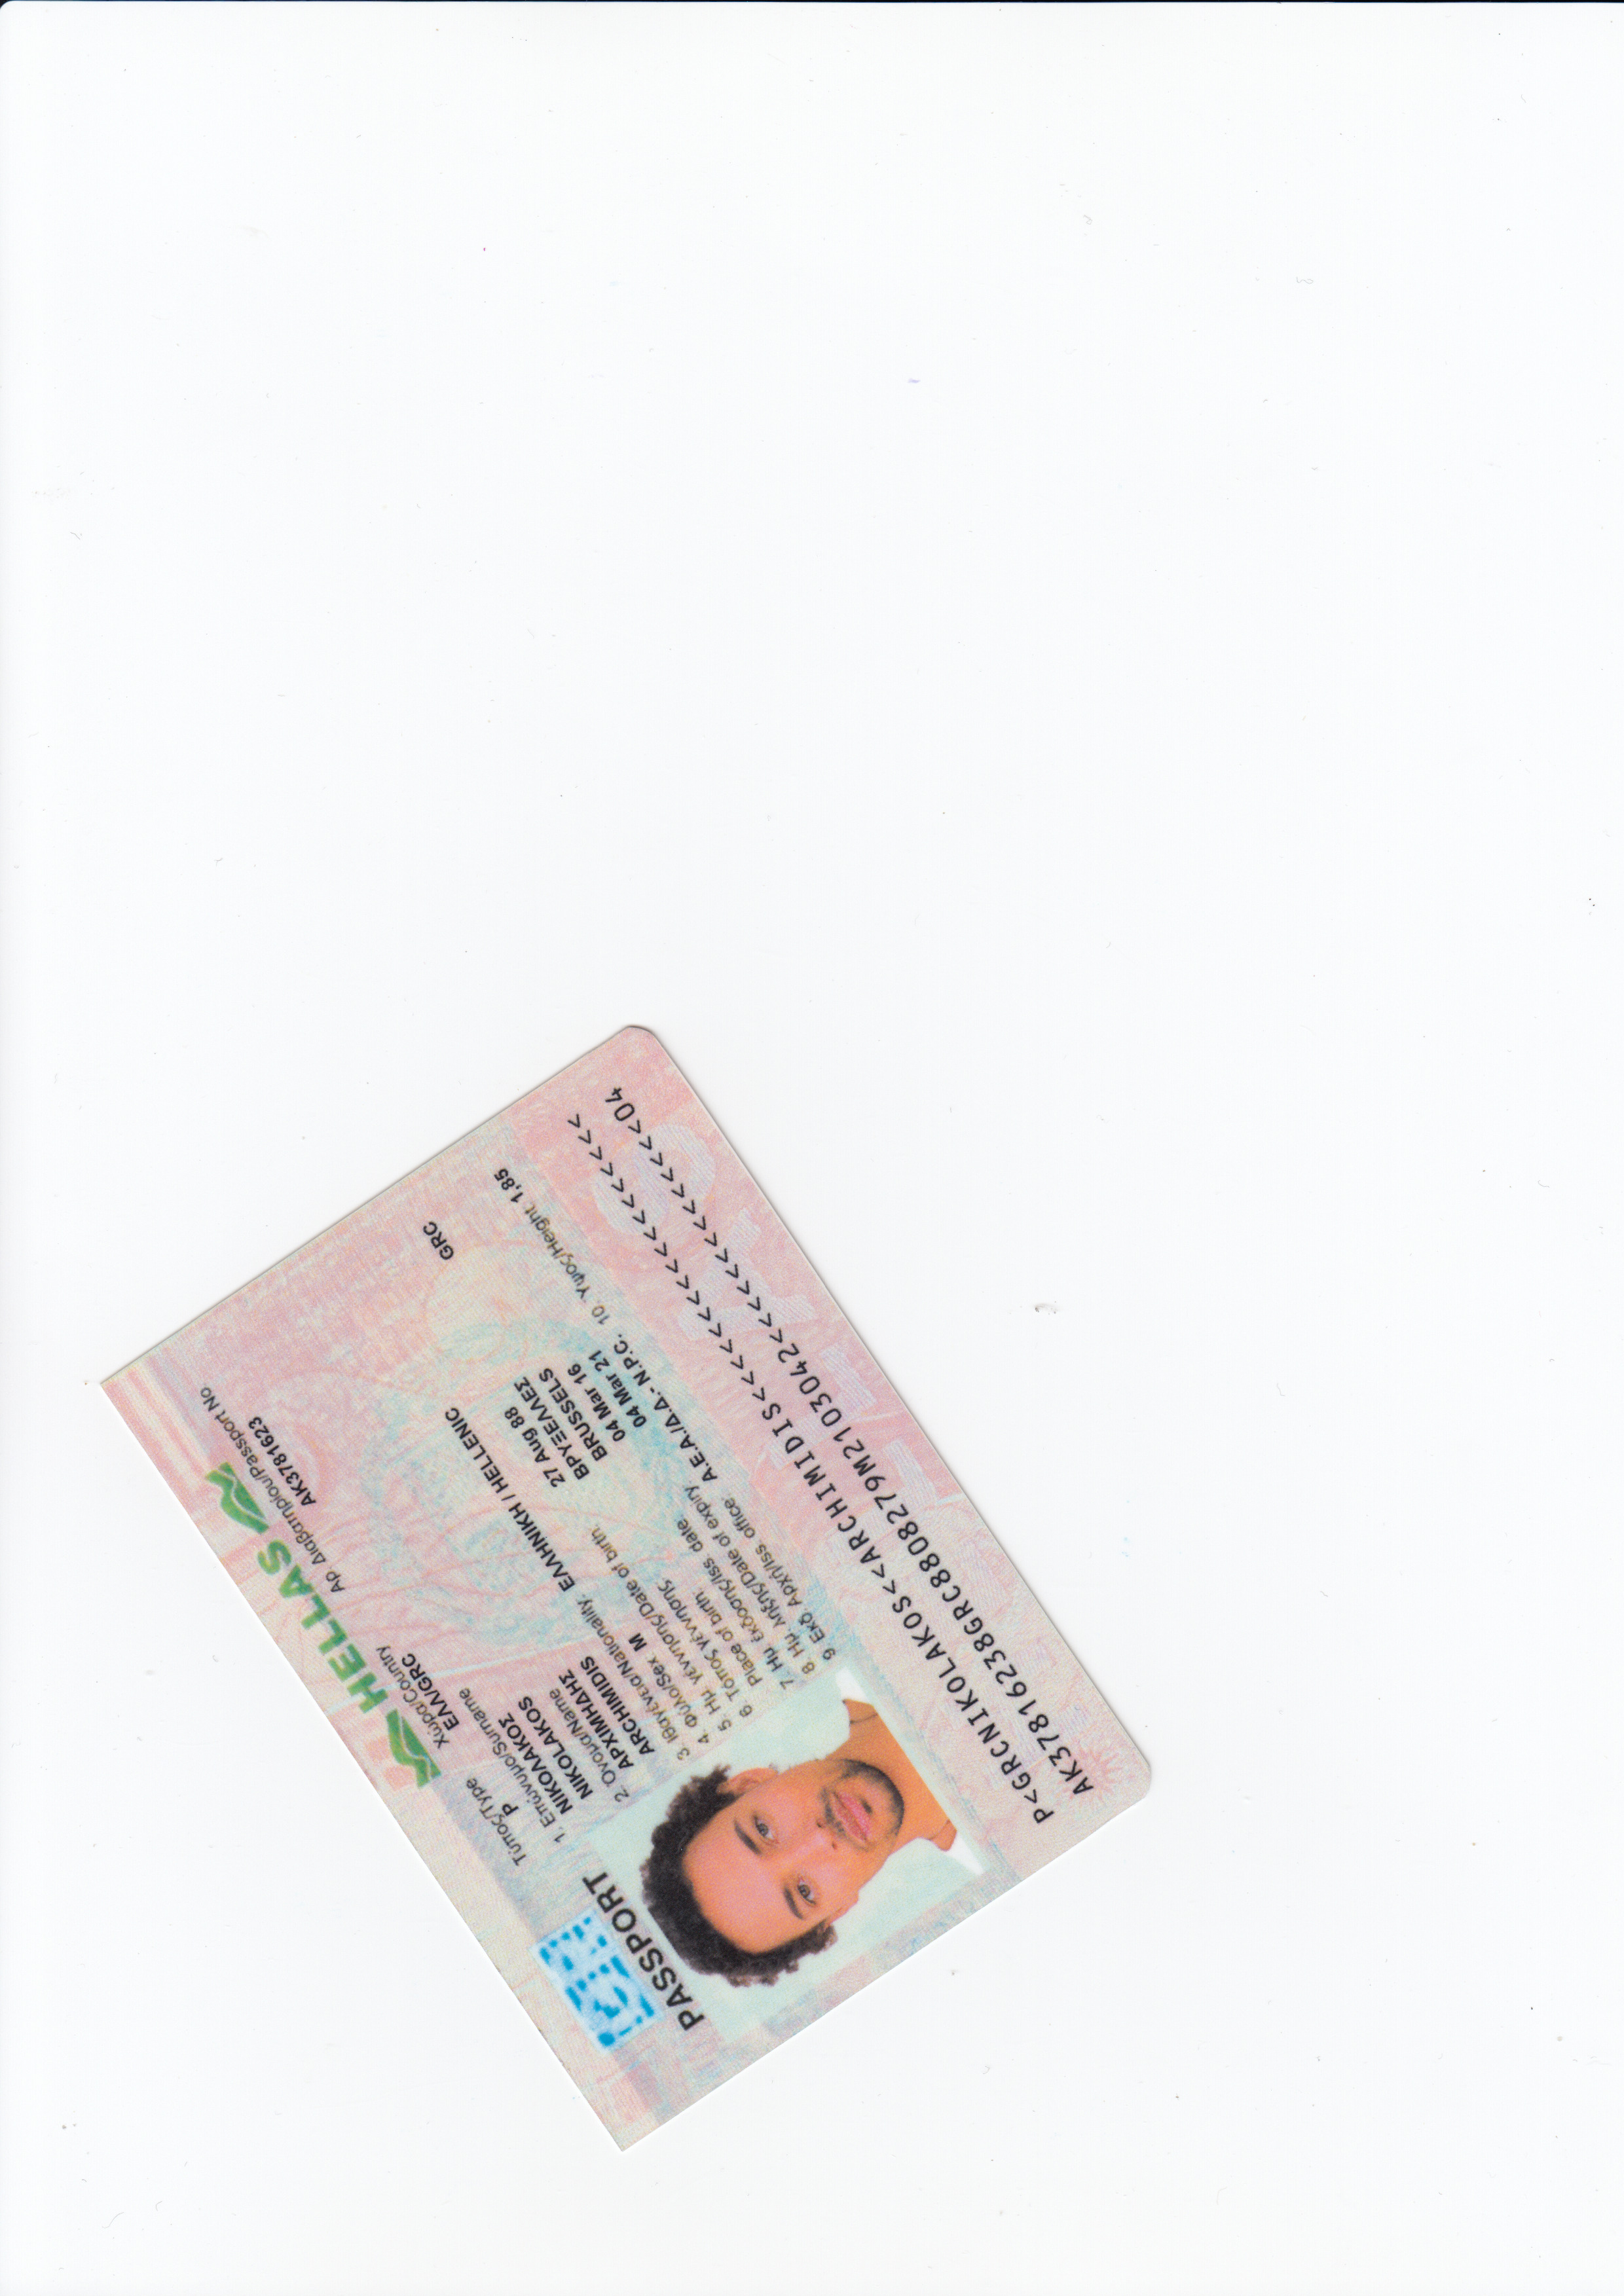 HELLAS
PASSPORT
Τύπος/Type
P
Χώρα/Country
ΕΛΛ/GRC
Αρ Διαβατηρίου/Passport No
AK3781623
1. Επώνυμο/Surname
ΝΙΚΟΛΑΚΟΣ
NIKOLAKOS
2. Όνομα/Name
ΑΡΧΙΜΗΔΗΣ
ARCHIMIDIS
GRC
3. Ιθαγένεια/Nationality. ΕΛΛΗΝΙΚΗ / HELLENIC
4. Φύλο/Sex M
5. Ημ. γέννησης/Date of birth. 27 Aug 88
6. Τόπος γέννησης ΒΡΥΞΕΛΛΕΣ
Place of birth. BRUSSELS
7. Ημ. έκδοσης/Iss date. 04 Mar 16
8. Ημ. λήξης/Date of expiry 04 Mar 21
9 Εκδ. Αρχή/Iss. office. Α.Ε.Α./Δ.Δ.- N.P.C. 10. Υψος/Height 1,85
P<GRCNIKOLAKOS<<ARCHIMIDIS<<<<<<<<<<<<<<<<<<
AK37816238GRC8808279M2103042<<<<<<<<<<<<<<04